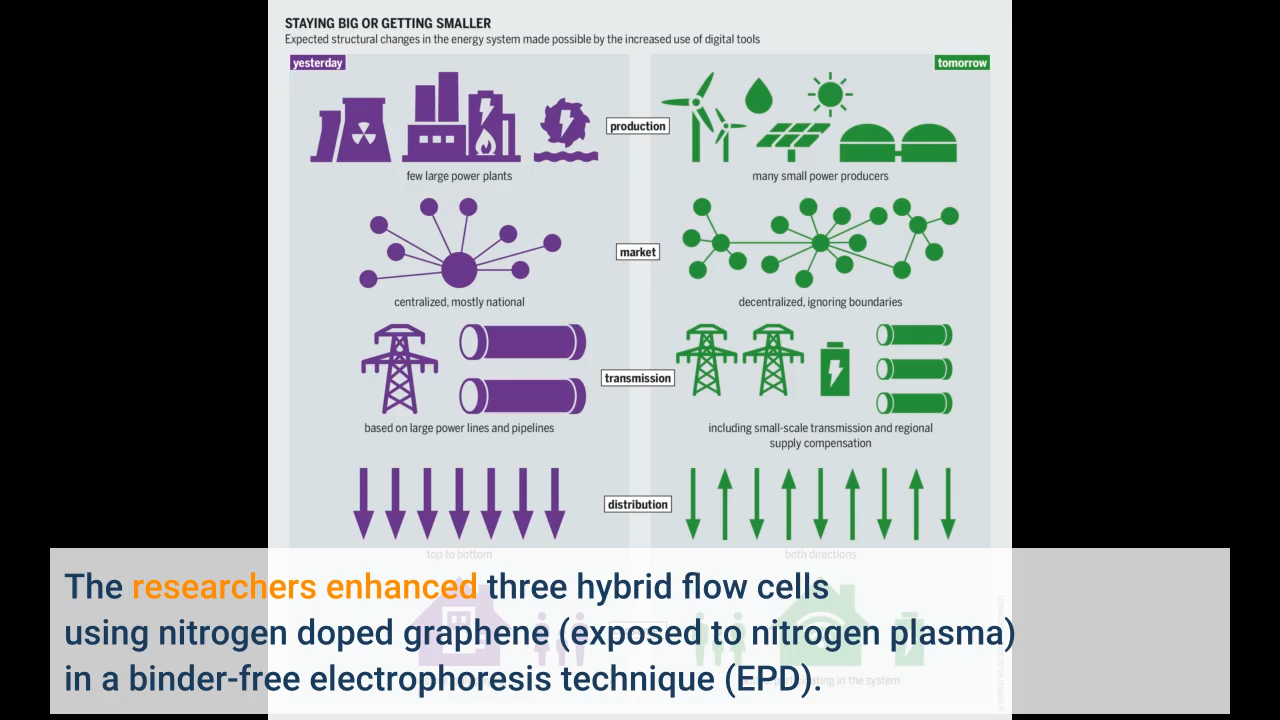 STAYING BIG OR GETTING SMALLER
Expected structural changes in the energy system made possible by the increased use of digital tools
yesterday
tomorrow
production
few large power plants
many small power producers
market
centralized, mostly national
decentralized, ignoring boundaries
transmission
based on large power lines and pipelines
including small-scale transmission and regional
supply compensation
distribution
top to bottom
both directions
The researchers enhanced three hybrid flow cells
using nitrogen doped graphene (exposed to nitrogen plasma)
in a binder-free electrophoresis technique (EPD).
in the system